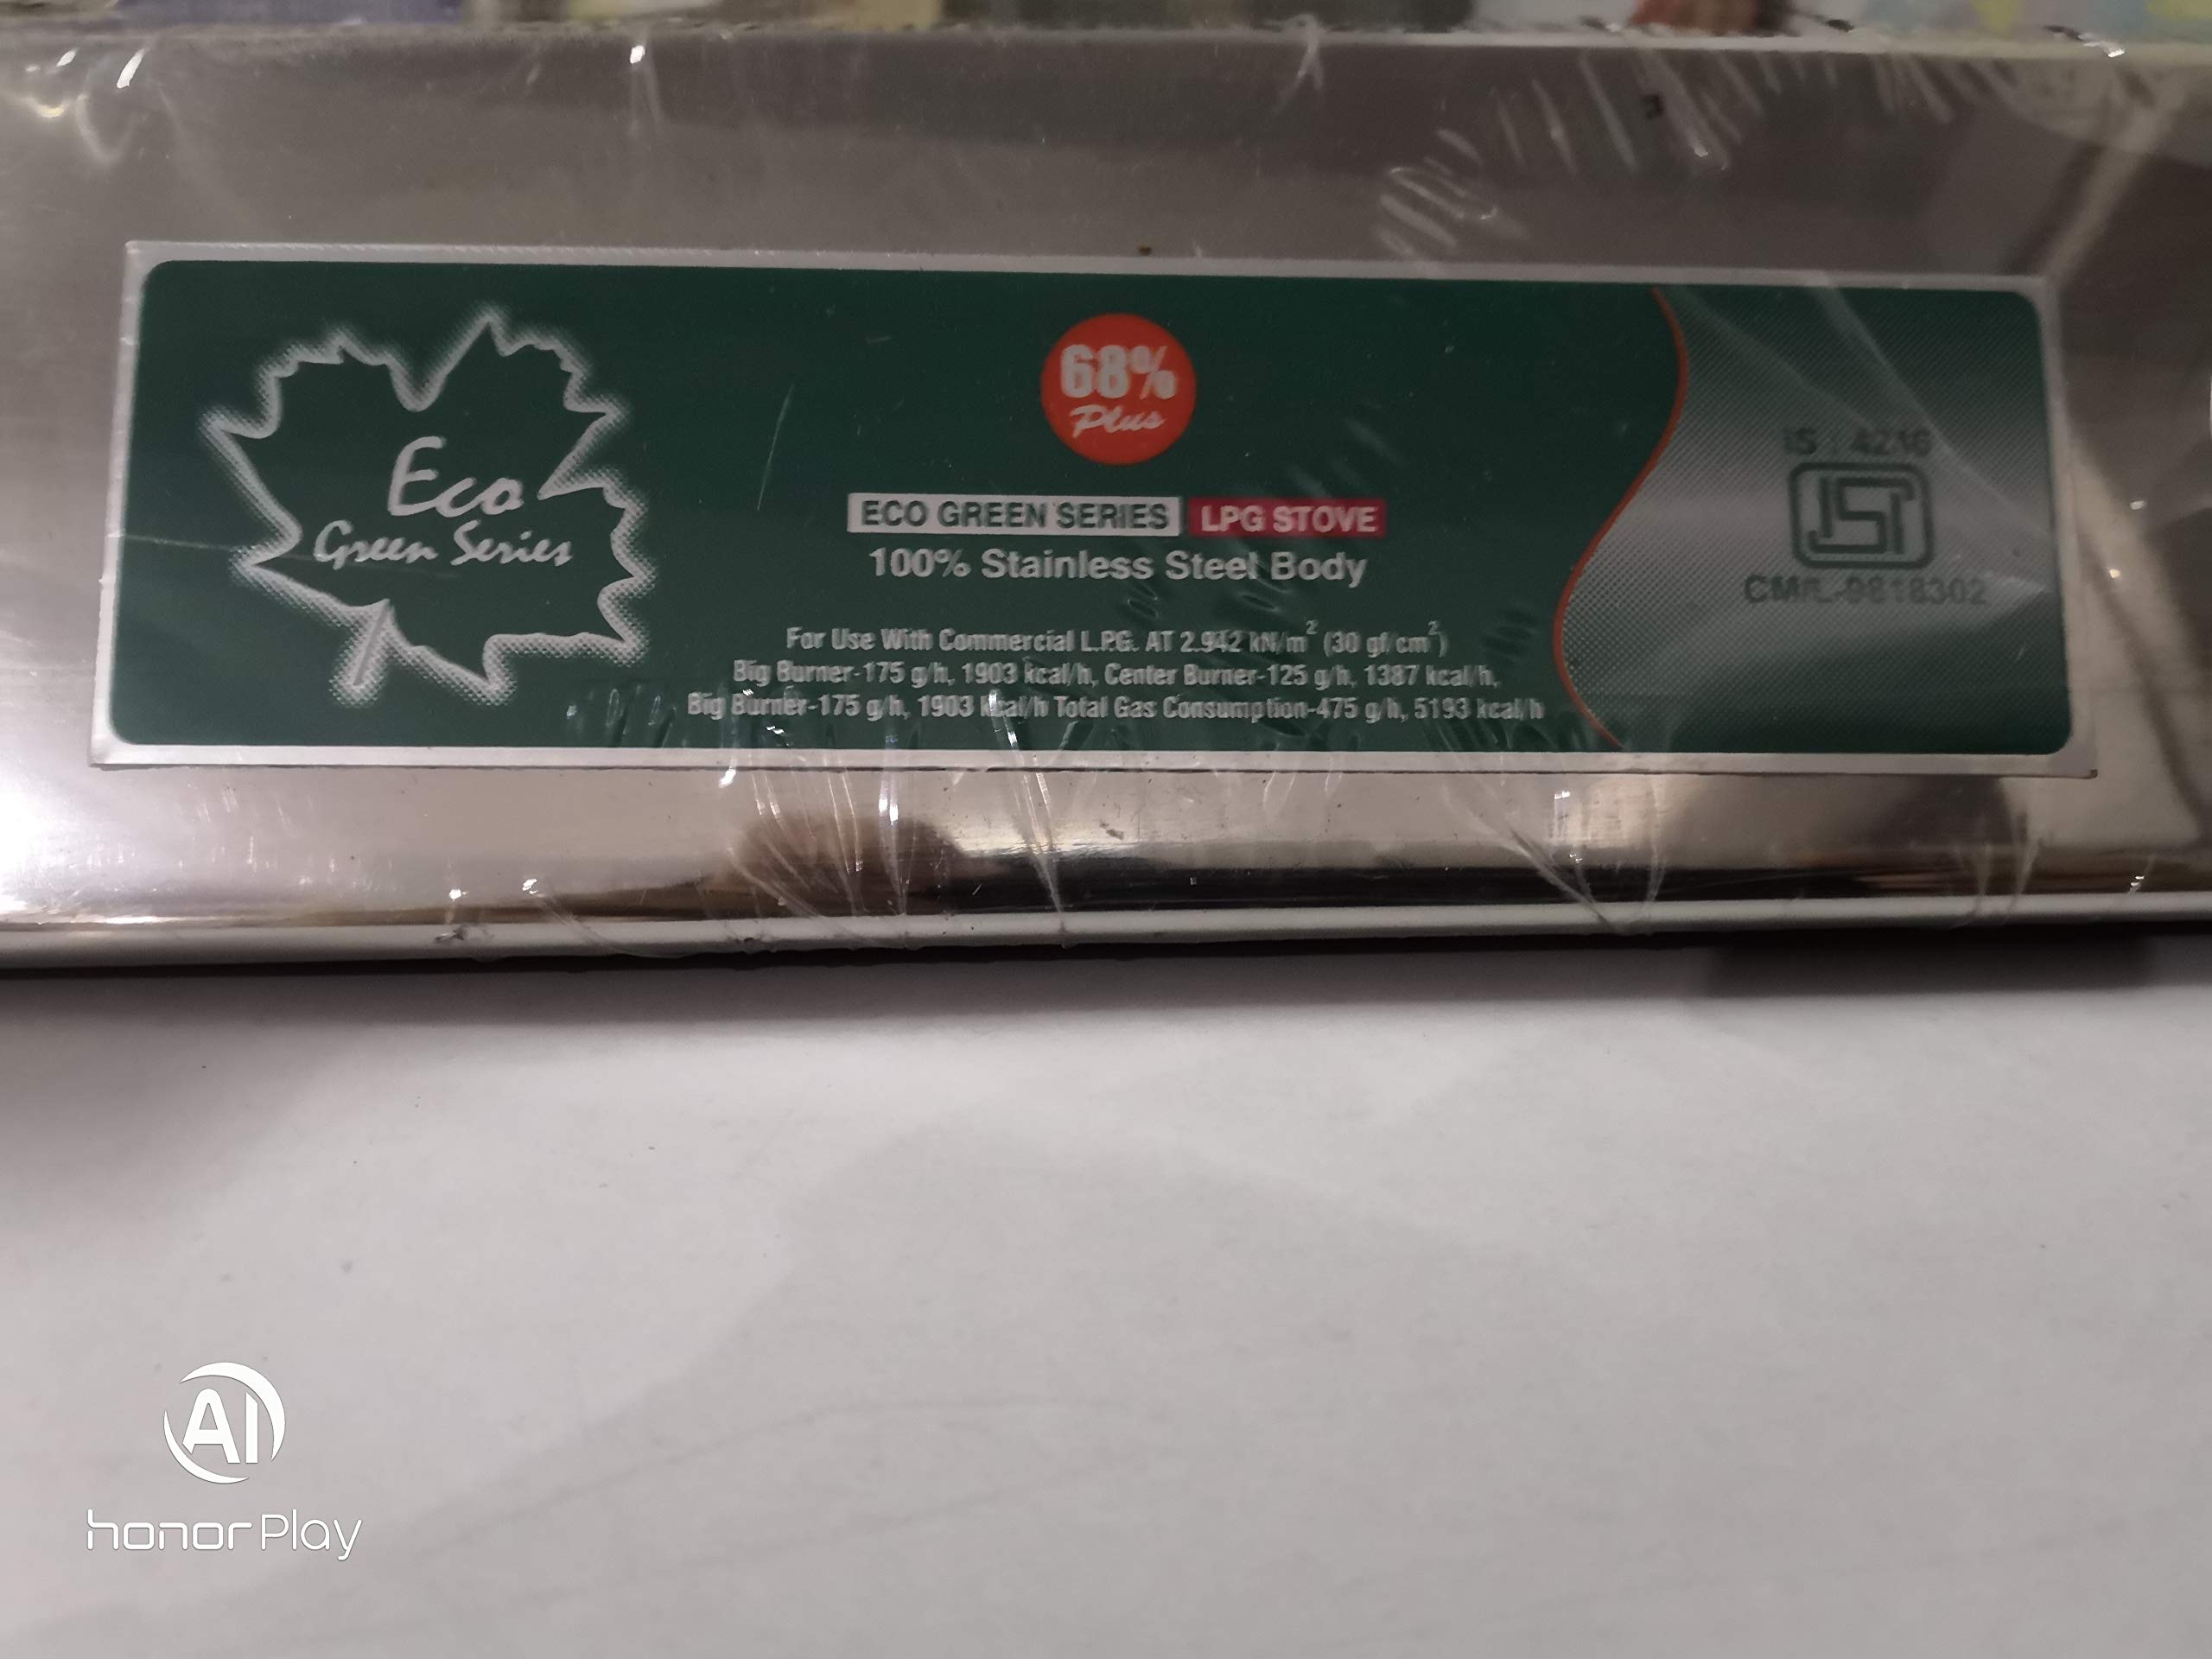 Eco
Green Series
68%
Plus
ECO GREEN SERIES LPG STOVE
100% Stainless Steel Body
For Use With Commercial L.P.G. AT 2.942 kN/m² (30 gf/cm²)
Big Burner-175 g/h, 1903 kcal/h, Center Burner-125 g/h, 1387 kcal/h,
Big Burner-175 g/h, 1903 kcal/h Total Gas Consumption-475 g/h, 5193 kcal/h
IS : 4246
ISI
CM/L-9818302
AI
honor Play